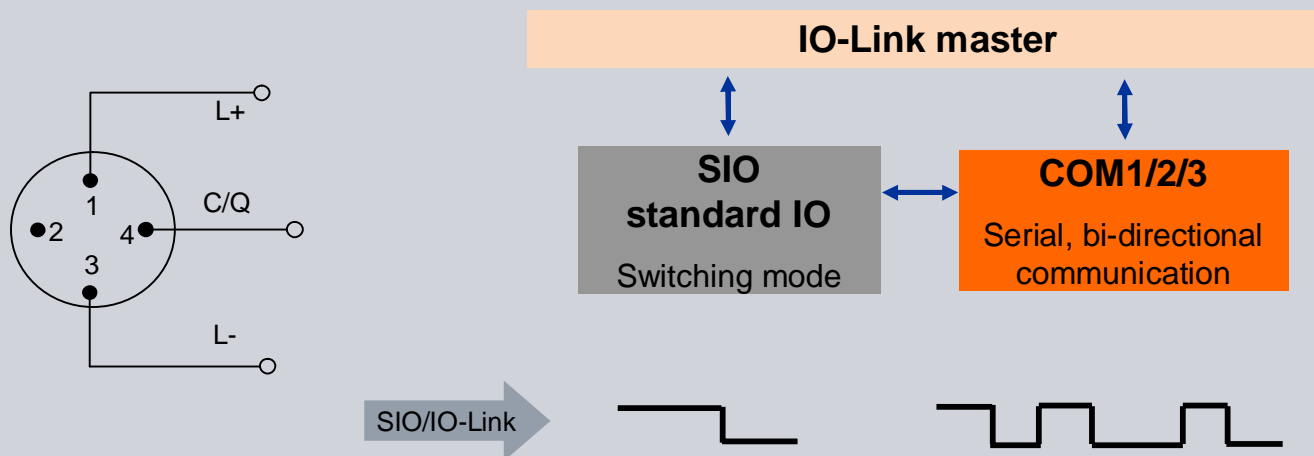 IO-Link master
L+
1
C/Q
2
4
3
L-
SIO
standard IO
Switching mode
COM1/2/3
Serial, bi-directional
communication
SIO/IO-Link